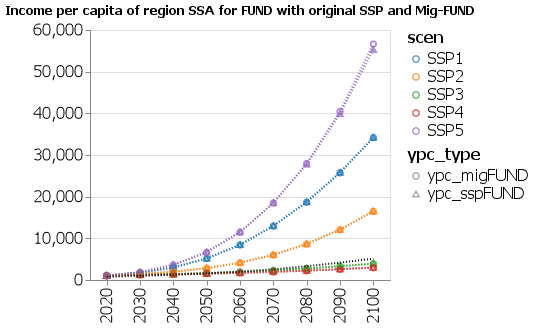 Income per capita of region SSA for FUND with original SSP and Mig-FUND
60,000
50,000
40,000
30,000
20,000
10,000
0
2020 2030 2040 2050 2060 2070 2080 2090 2100
scen
SSP1
SSP2
SSP3
SSP4
SSP5
ypc_type
ypc_migFUND
ypc_sspFUND